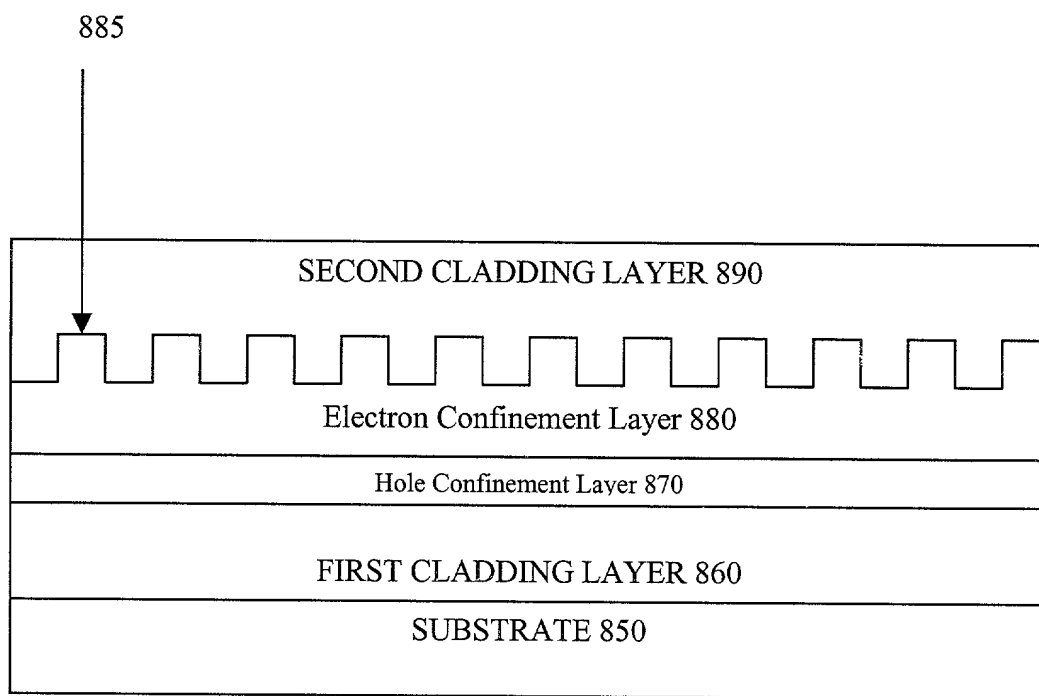 885
SECOND CLADDING LAYER 890
Electron Confinement Layer 880
Hole Confinement Layer 870
FIRST CLADDING LAYER 860
SUBSTRATE 850